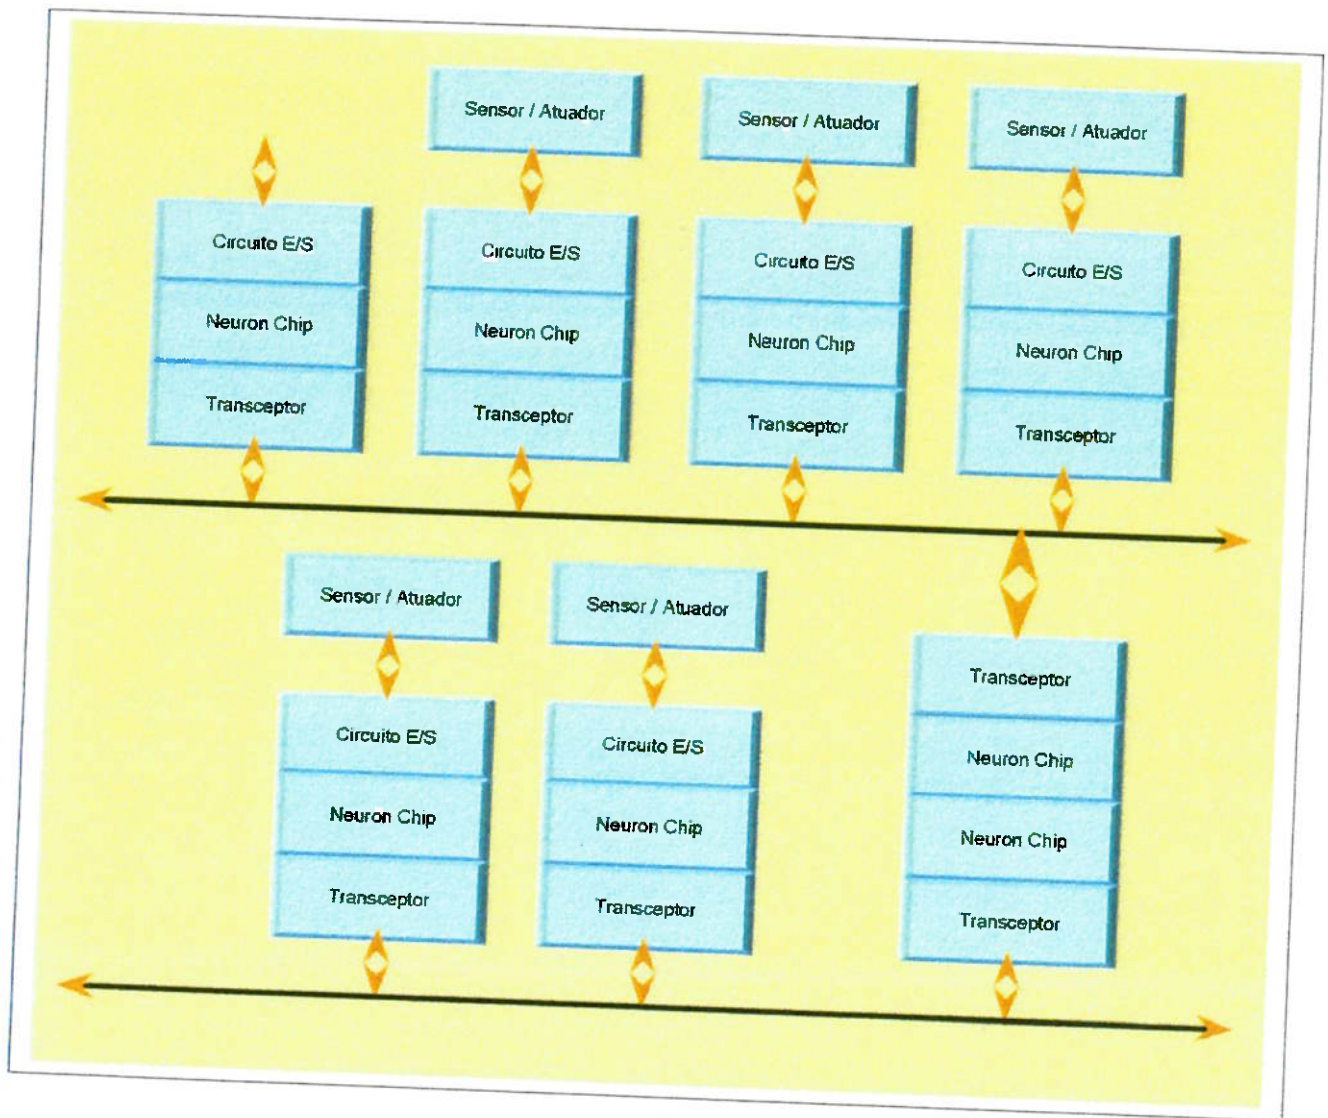 Sensor / Atuador
Sensor / Atuador
Sensor / Atuador
Circuito E/S
Circuito E/S
Circuito E/S
Circuito E/S
Neuron Chip
Neuron Chip
Neuron Chip
Neuron Chip
Transceptor
Transceptor
Transceptor
Transceptor
Sensor / Atuador
Sensor / Atuador
Transceptor
Circuito E/S
Circuito E/S
Neuron Chip
Neuron Chip
Neuron Chip
Neuron Chip
Transceptor
Transceptor
Transceptor